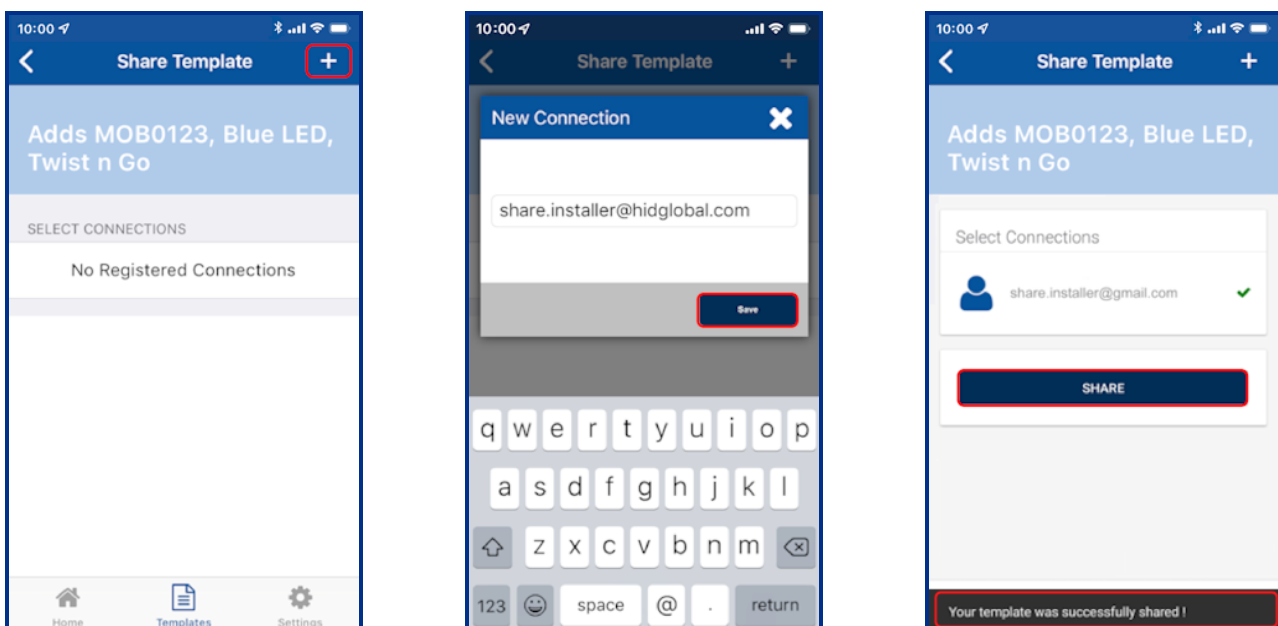 10:00
Share Template
+
Adds MOB0123, Blue LED,
Twist n Go
SELECT CONNECTIONS
No Registered Connections
Home
Templates
Settings
10:00
Share Template
+
New Connection
share.installer@hidglobal.com
Save
q w e r t y u i o p
a s d f g h j k l
z x c v b n m
123 space @ . return
10:00
Share Template
+
Adds MOB0123, Blue LED,
Twist n Go
Select Connections
share.installer@gmail.com
SHARE
Your template was successfully shared !